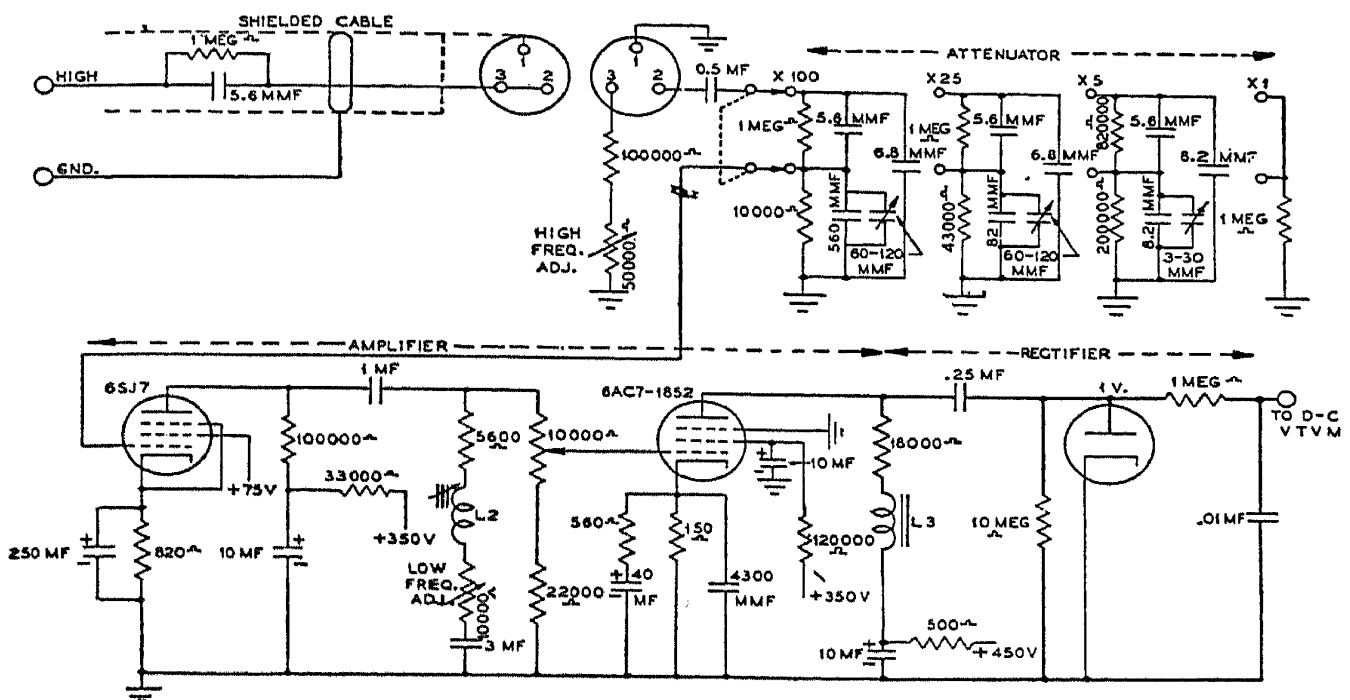 SHIELDED CABLE
1 MEG Ω
HIGH
5.6 MMF
GND.
1
3
2
1
3
2
0.5 MF
ATTENUATOR
X 100
X 25
X 5
X 1
1 MEG Ω
5.6 MMF
6.8 MMF
10000 Ω
560 MMF
60-120
MMF
1 MEG
Ω
5.6 MMF
6.8 MMF
43000 Ω
82 MMF
60-120
MMF
820000
Ω
5.6 MMF
8.2 MMF
200000 Ω
8.2 MMF
3-30
MMF
1 MEG
Ω
100000 Ω
HIGH
FREQ.
ADJ.
50000 Ω
AMPLIFIER
RECTIFIER
6SJ7
1 MF
100000 Ω
33000 Ω
+75V
+350V
250 MF
+
-
820 Ω
10 MF
+
-
5600
Ω
L2
LOW
FREQ.
ADJ.
10000 Ω
3 MF
10000 Ω
22000
Ω
6AC7-1852
+
-
10 MF
560 Ω
+
-
40
MF
150
Ω
4300
MMF
120000
Ω
+350V
.25 MF
18000 Ω
L3
10 MF
+
-
500 Ω
+450V
10 MEG
Ω
1 V.
1 MEG Ω
TO D-C
VTVM
.01 MF